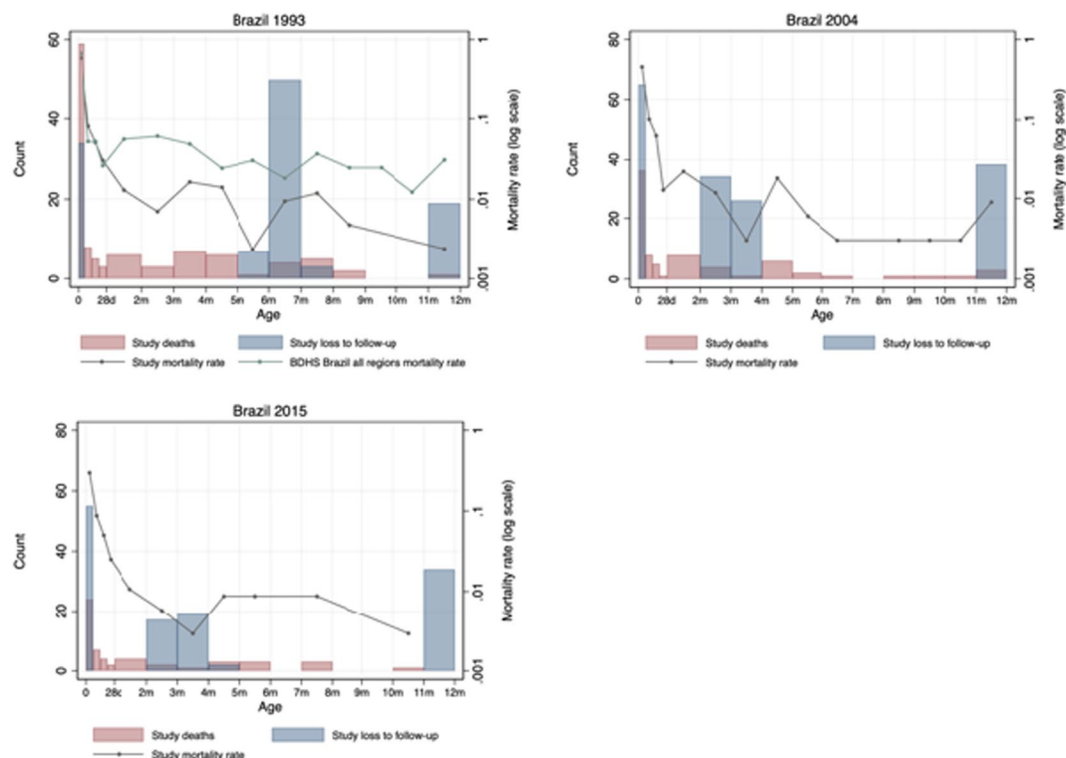 Brazil 1993
60
40
20
0
Count
1
.1
.01
.001
Mortality rate (log scale)
0 28d 2m 3m 4m 5m 6m 7m 8m 9m 10m 11m 12m
Age
Study deaths Study loss to follow-up
Study mortality rate BDHS Brazil all regions mortality rate
Brazil 2004
80
60
40
20
0
Count
1
.1
.01
.001
Mortality rate (log scale)
0 28d 2m 3m 4m 5m 6m 7m 8m 9m 10m 11m 12m
Age
Study deaths Study loss to follow-up
Study mortality rate
Brazil 2015
80
60
40
20
0
Count
1
.1
.01
.001
Mortality rate (log scale)
0 28d 2m 3m 4m 5m 6m 7m 8m 9m 10m 11m 12m
Age
Study deaths Study loss to follow-up
Study mortality rate